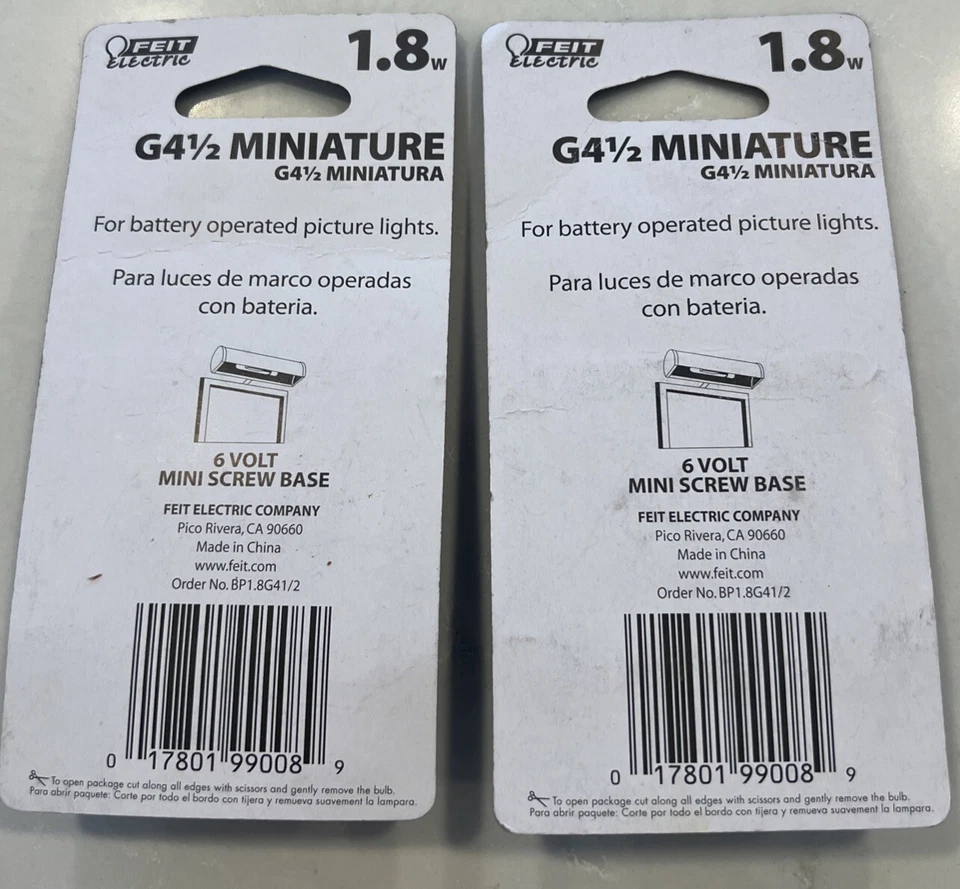 FEIT
Electric
1.8w
G4½ MINIATURE
G4½ MINIATURA
For battery operated picture lights.
Para luces de marco operadas
con bateria.
6 VOLT
MINI SCREW BASE
FEIT ELECTRIC COMPANY
Pico Rivera, CA 90660
Made in China
www.feit.com
Order No. BP1.8G41/2
0 17801 99008 9
To open package cut along all edges with scissors and gently remove the bulb.
Para abrir paquete: Corte por todo el bordo con tijera y remueva suavement la lampara.
FEIT
Electric
1.8w
G4½ MINIATURE
G4½ MINIATURA
For battery operated picture lights.
Para luces de marco operadas
con bateria.
6 VOLT
MINI SCREW BASE
FEIT ELECTRIC COMPANY
Pico Rivera, CA 90660
Made in China
www.feit.com
Order No. BP1.8G41/2
0 17801 99008 9
To open package cut along all edges with scissors and gently remove the bulb.
Para abrir paquete: Corte por todo el bordo con tijera y remueva suavement la lampara.